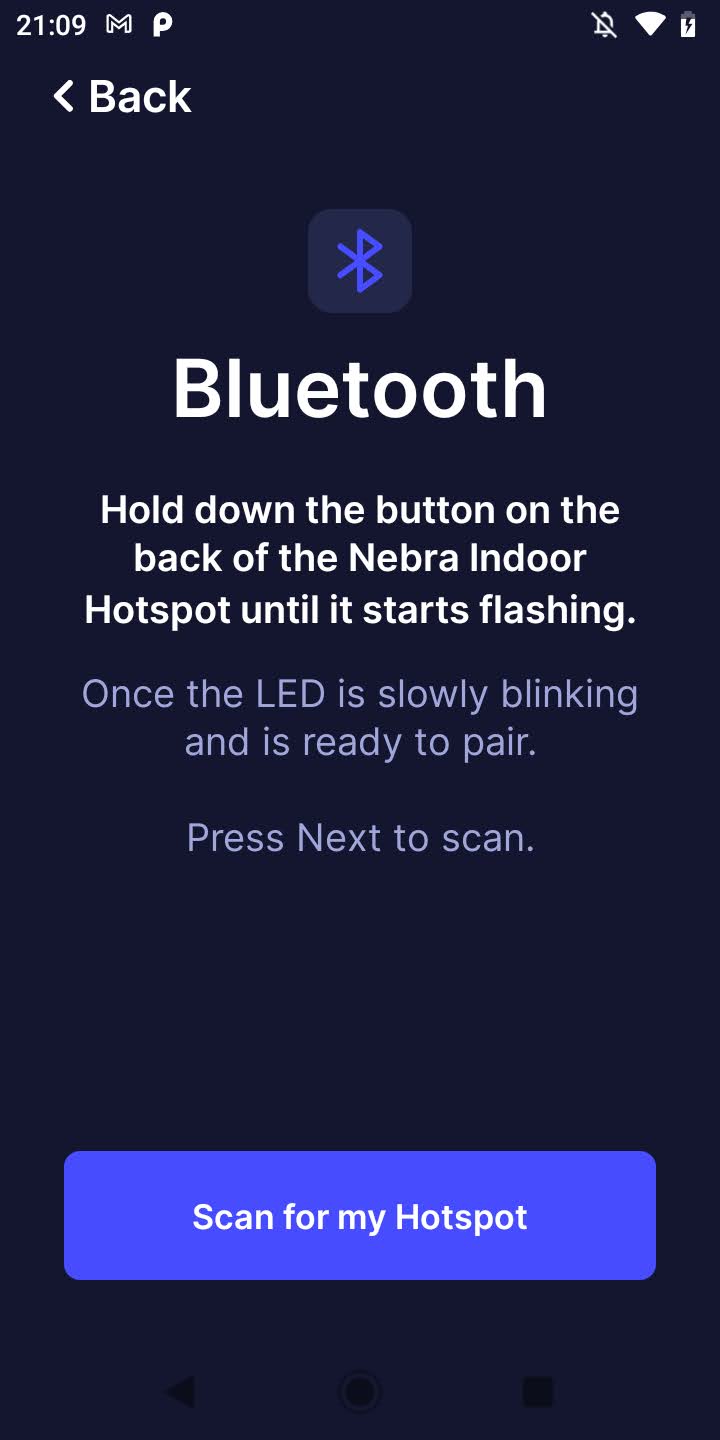 21:09
Back
Bluetooth
Hold down the button on the
back of the Nebra Indoor
Hotspot until it starts flashing.
Once the LED is slowly blinking
and is ready to pair.
Press Next to scan.
Scan for my Hotspot